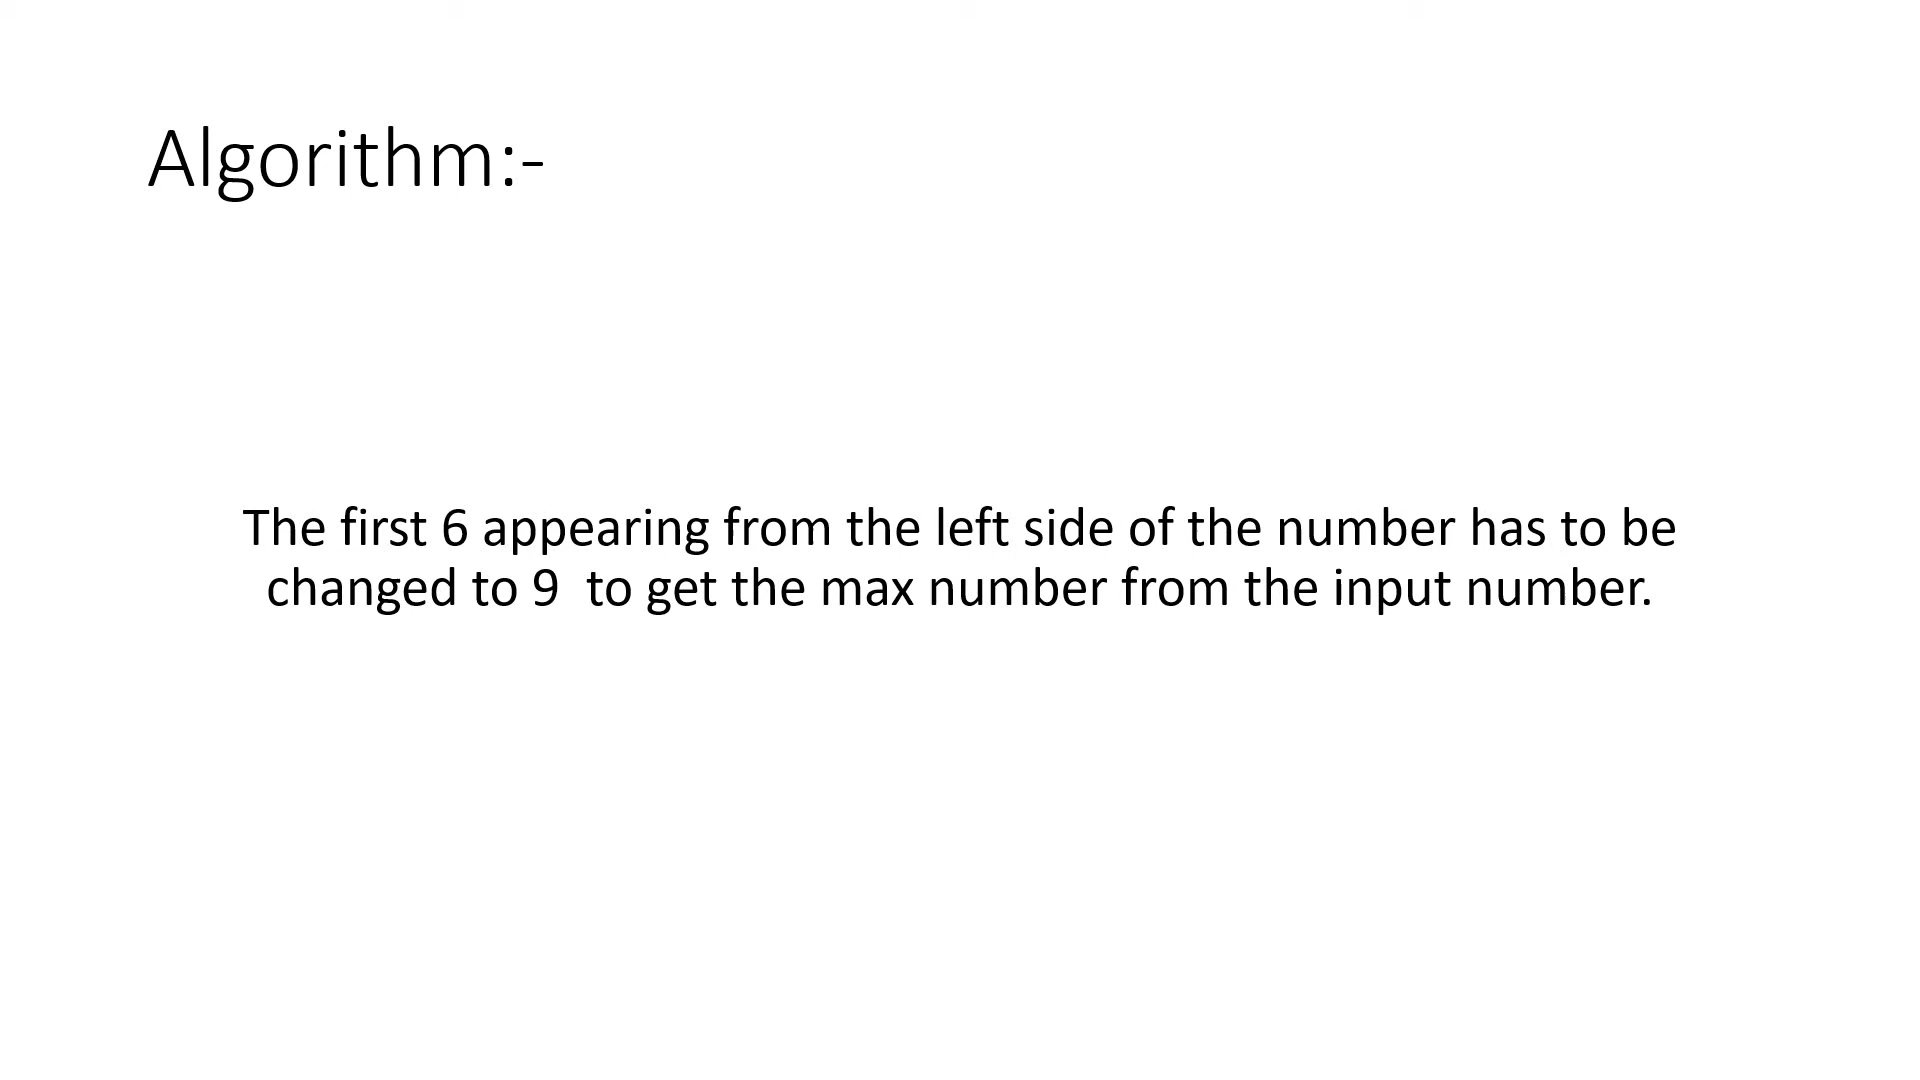 Algorithm:-
The first 6 appearing from the left side of the number has to be
changed to 9  to get the max number from the input number.